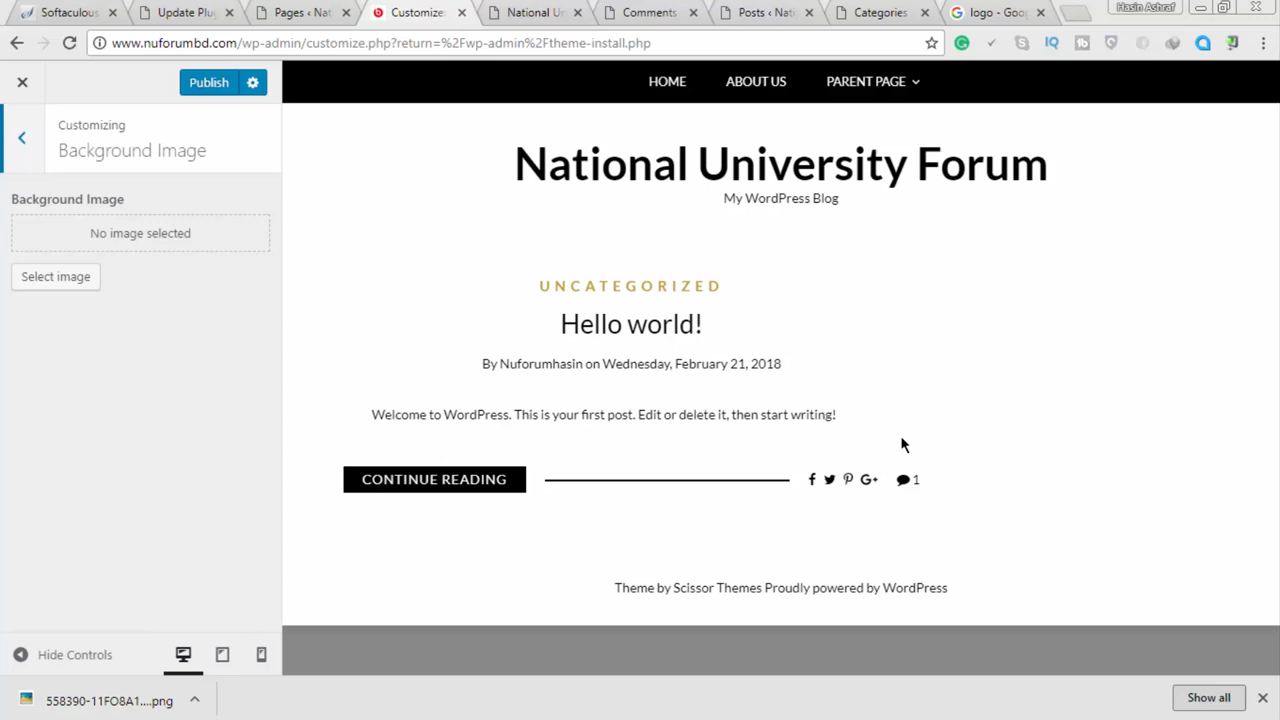 Softaculous
Update Plu
Pages ‹ Nat
Customize
National Un
Comments
Posts ‹ Nat
Categories
logo - Goo
Hasin Ashraf
www.nuforumbd.com/wp-admin/customize.php?return=%2Fwp-admin%2Ftheme-install.php
Publish
Customizing
Background Image
Background Image
No image selected
Select image
Hide Controls
HOME ABOUT US PARENT PAGE
National University Forum
My WordPress Blog
UNCATEGORIZED
Hello world!
By Nuforumhasin on Wednesday, February 21, 2018
Welcome to WordPress. This is your first post. Edit or delete it, then start writing!
CONTINUE READING
1
Theme by Scissor Themes Proudly powered by WordPress
558390-11FO8A1....png
Show all